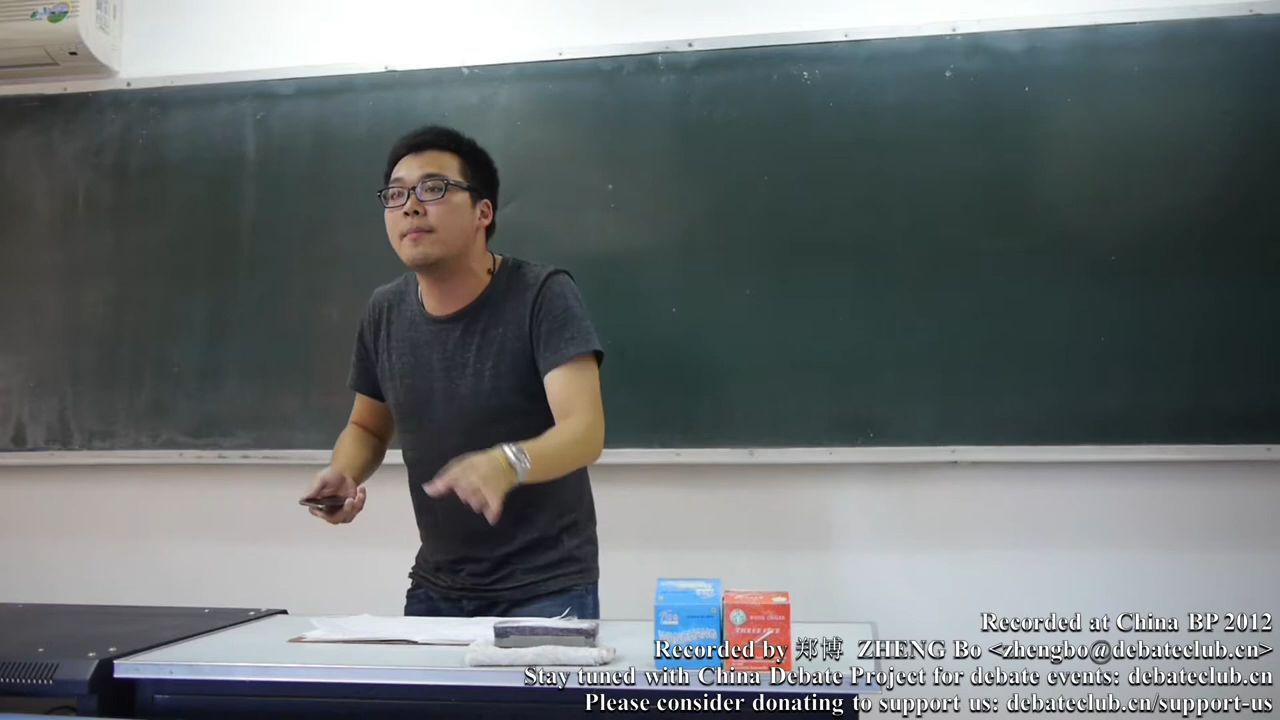 Recorded at China BP 2012
Recorded by 郑博 ZHENG Bo <zhengbo@debateclub.cn>
Stay tuned with China Debate Project for debate events: debateclub.cn
Please consider donating to support us: debateclub.cn/support-us